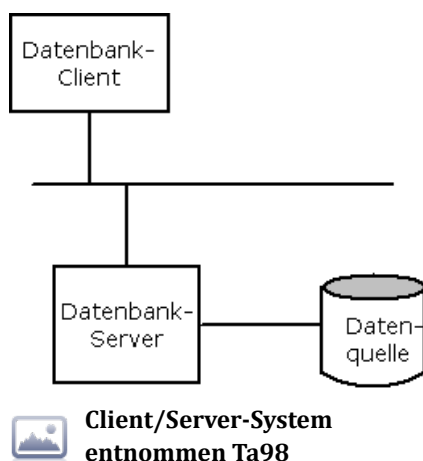 Datenbank-
Client
Datenbank-
Server
Daten-
quelle
Client/Server-System
entnommen Ta98